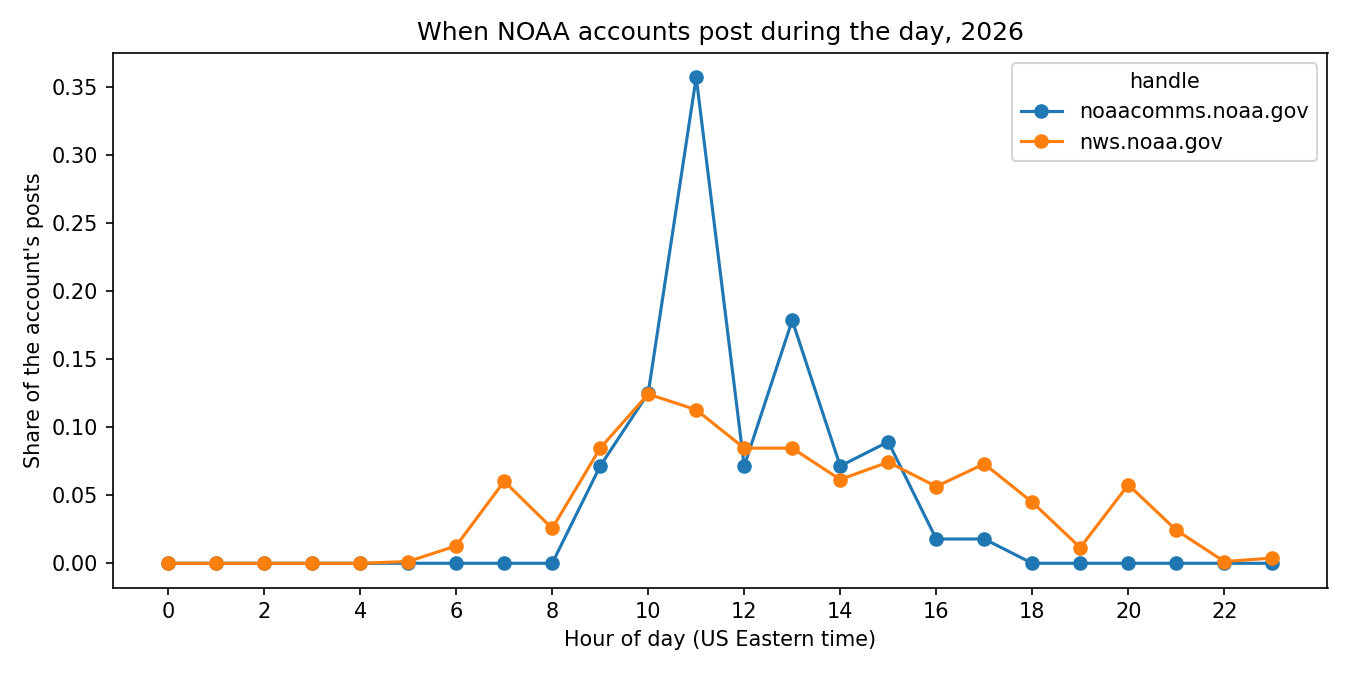 When NOAA accounts post during the day, 2026
handle
noaacomms.noaa.gov
nws.noaa.gov
Share of the account's posts
0.35
0.30
0.25
0.20
0.15
0.10
0.05
0.00
0 2 4 6 8 10 12 14 16 18 20 22
Hour of day (US Eastern time)